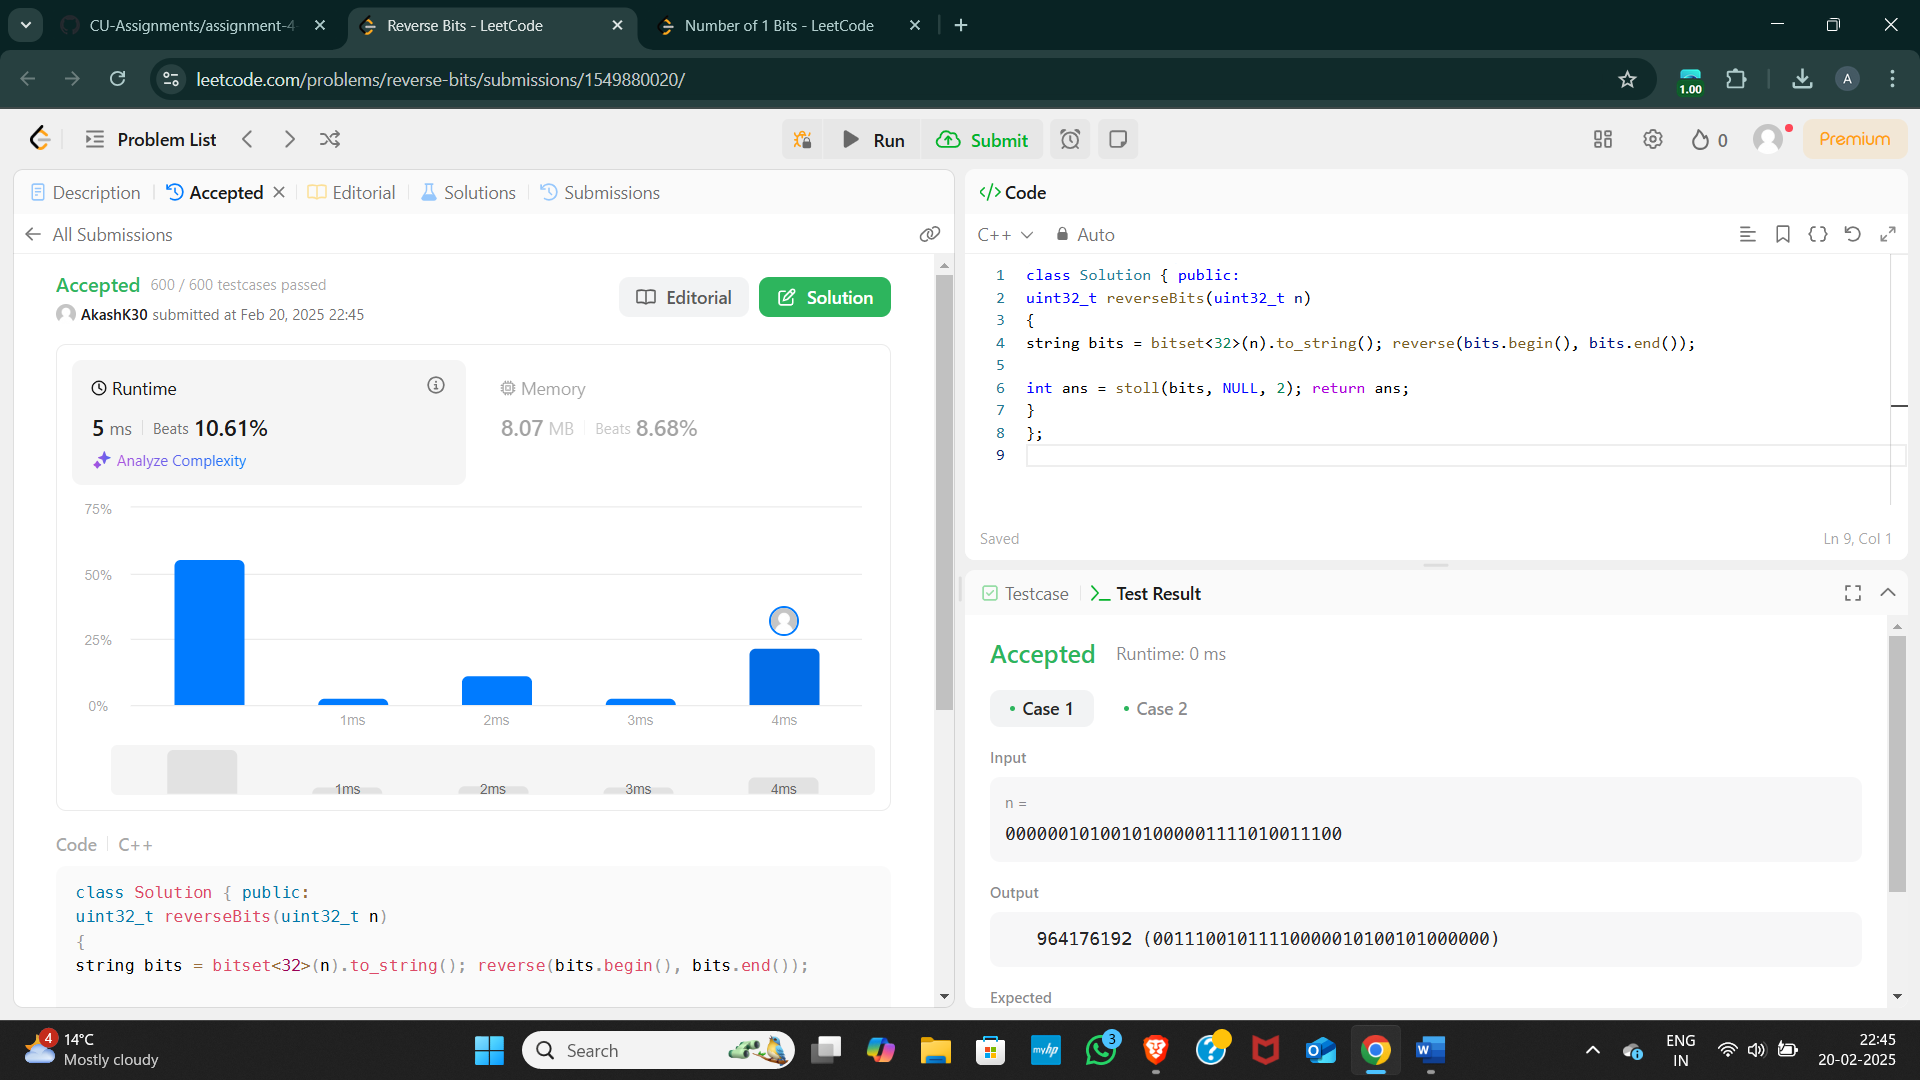 CU-Assignments/assignment-4
Reverse Bits - LeetCode
Number of 1 Bits - LeetCode
leetcode.com/problems/reverse-bits/submissions/1549880020/
1.00
A
Problem List
Run
Submit
0
Premium
Description
Accepted
Editorial
Solutions
Submissions
All Submissions
Accepted 600 / 600 testcases passed
AkashK30 submitted at Feb 20, 2025 22:45
Editorial
Solution
Runtime
5 ms Beats 10.61%
Analyze Complexity
Memory
8.07 MB Beats 8.68%
75%
50%
25%
0%
1ms 2ms 3ms 4ms
1ms 2ms 3ms 4ms
Code C++
class Solution { public:
uint32_t reverseBits(uint32_t n)
{
string bits = bitset<32>(n).to_string(); reverse(bits.begin(), bits.end());
</> Code
C++ Auto
1 class Solution { public:
2 uint32_t reverseBits(uint32_t n)
3 {
4 string bits = bitset<32>(n).to_string(); reverse(bits.begin(), bits.end());
5
6 int ans = stoll(bits, NULL, 2); return ans;
7 }
8 };
9
Saved
Ln 9, Col 1
Testcase
Test Result
Accepted Runtime: 0 ms
Case 1
Case 2
Input
n =
00000010100101000001111010011100
Output
964176192 (00111001011110000010100101000000)
Expected
4
14°C
Mostly cloudy
Search
myhp
3
ENG
IN
22:45
20-02-2025